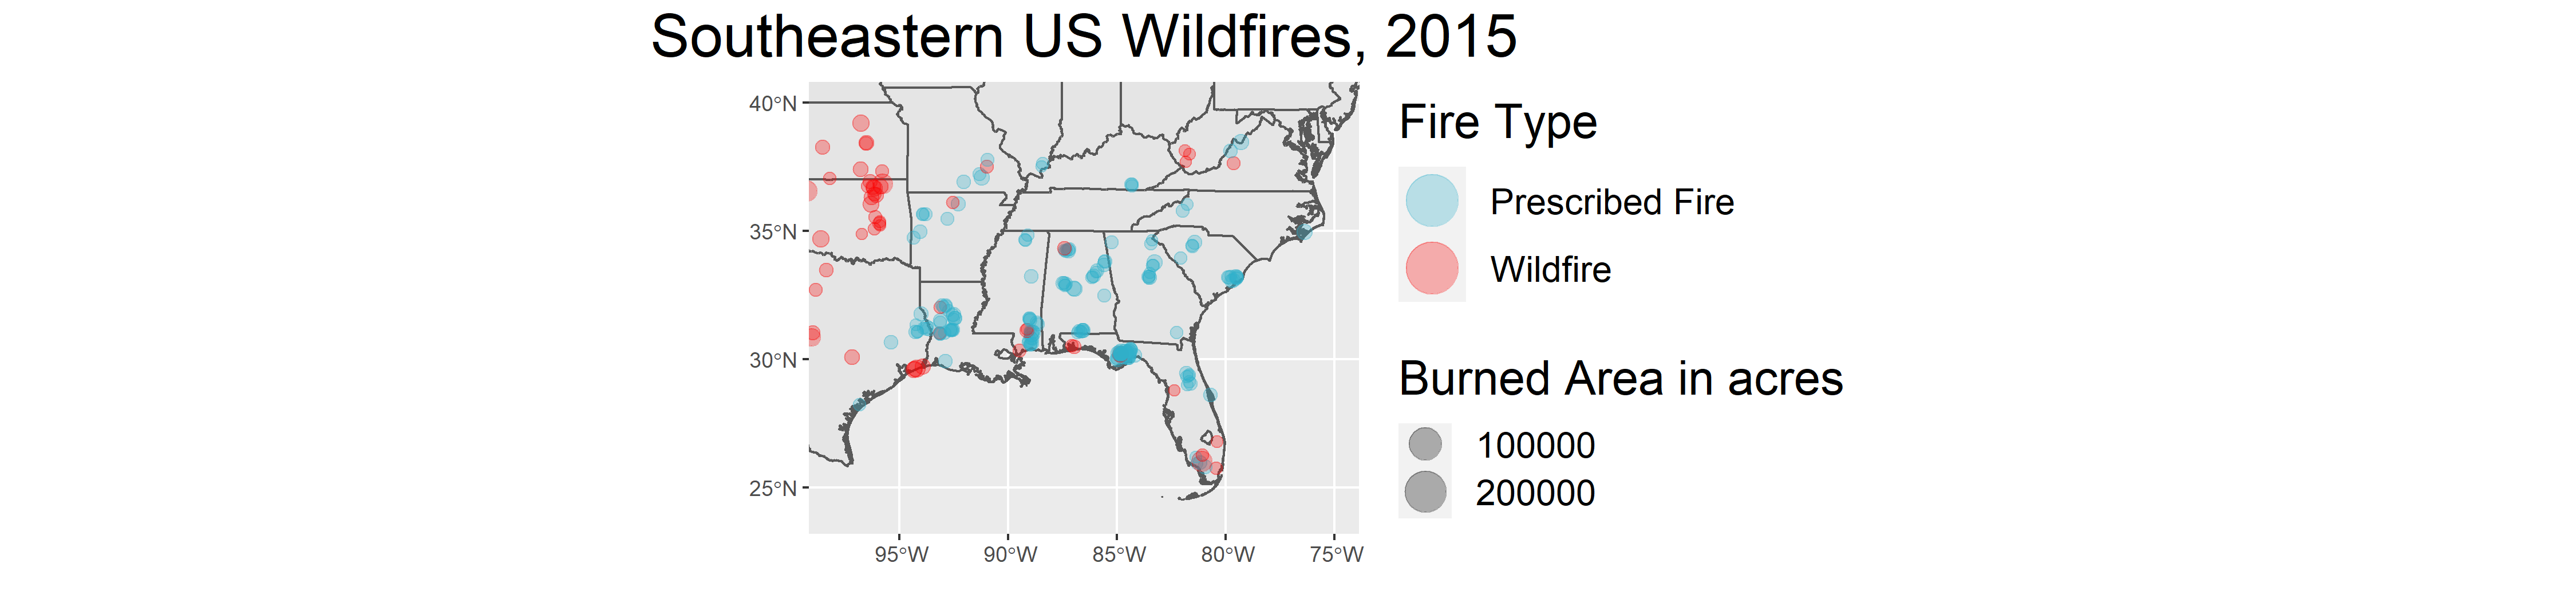 Southeastern US Wildfires, 2015
40°N
35°N
30°N
25°N
95°W
90°W
85°W
80°W
75°W
Fire Type
Prescribed Fire
Wildfire
Burned Area in acres
100000
200000